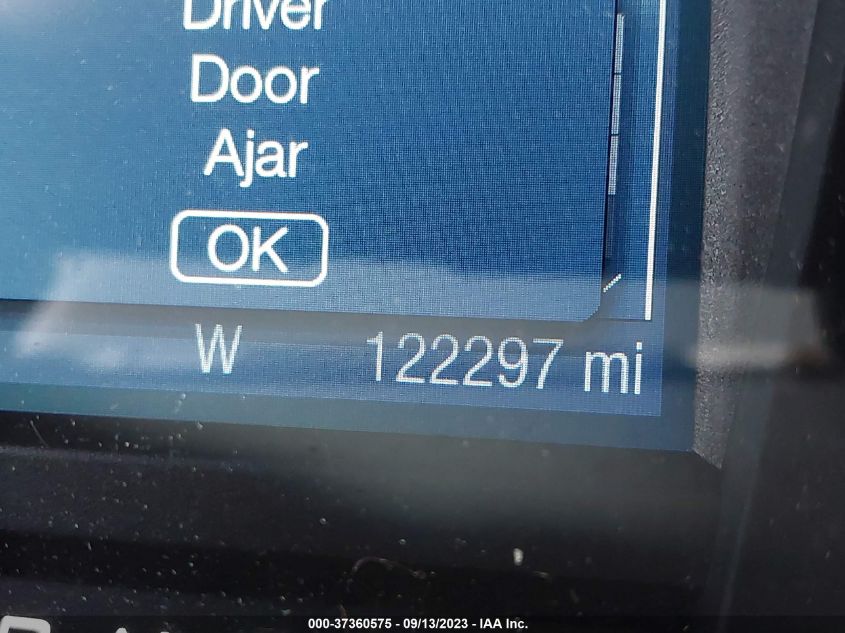 Driver
Door
Ajar
OK
W 122297 mi
000-37360575 - 09/13/2023 - IAA Inc.